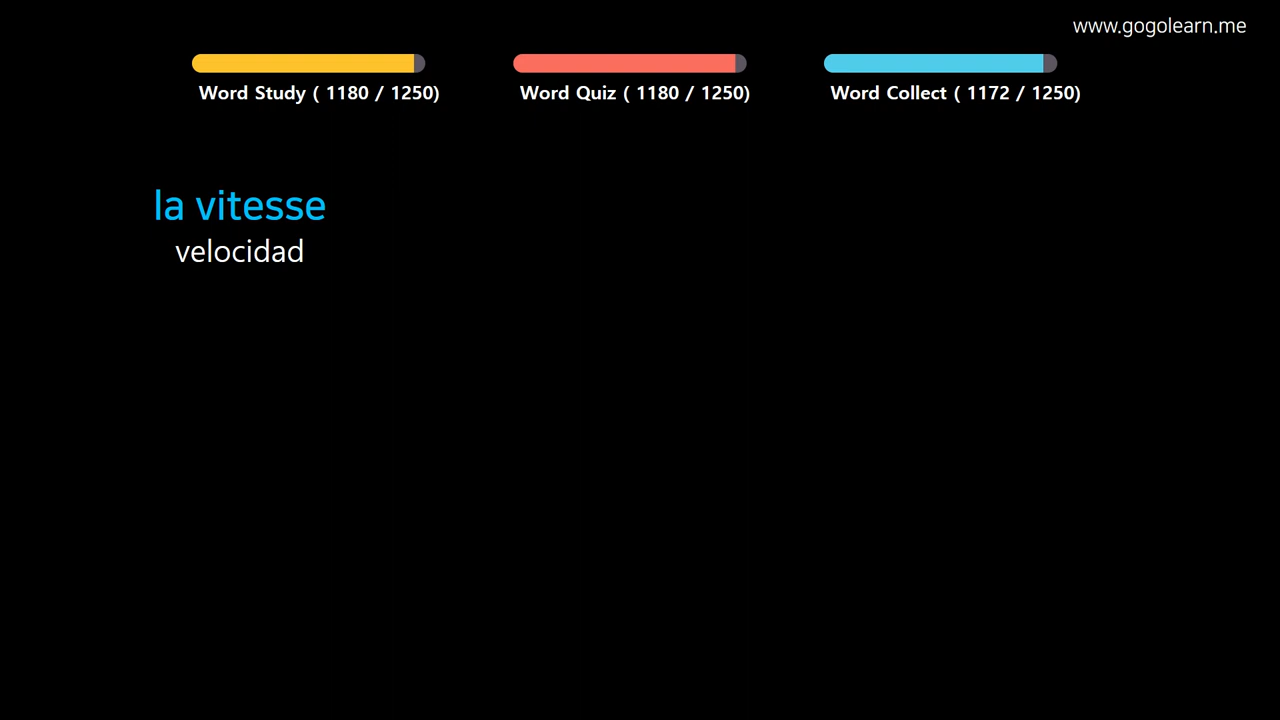 www.gogolearn.me
Word Study ( 1180 / 1250)
Word Quiz ( 1180 / 1250)
Word Collect ( 1172 / 1250)
la vitesse
velocidad